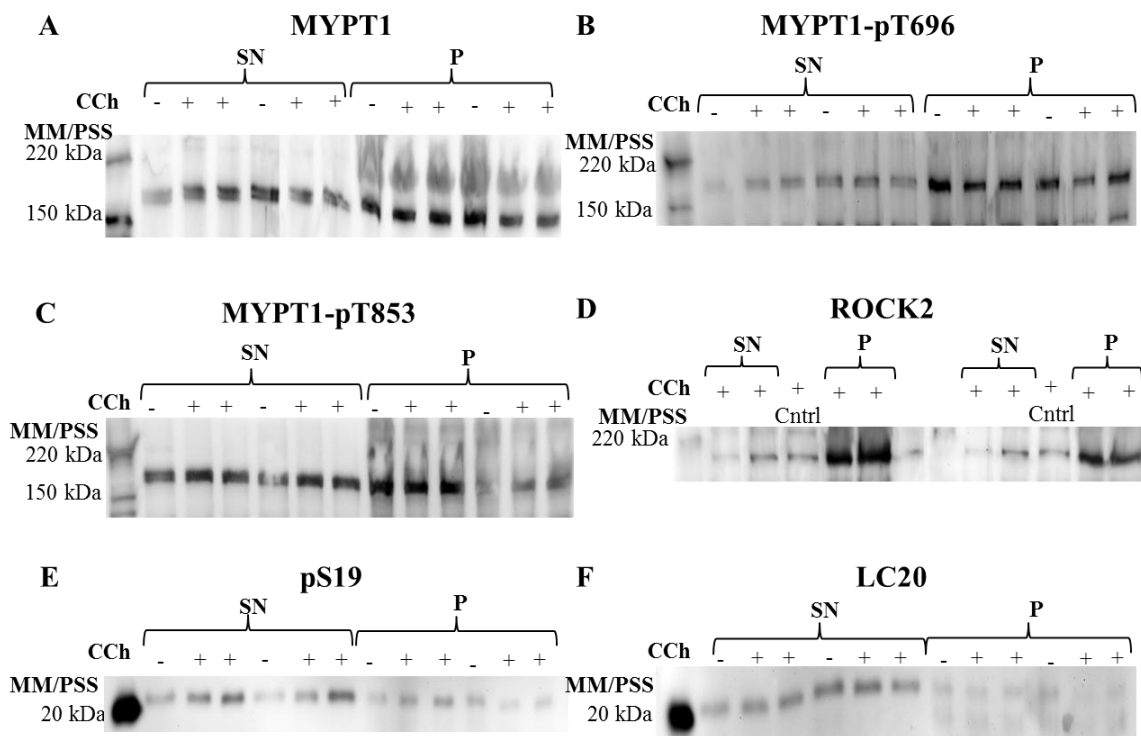 A MYPT1
SN P
CCh - + + - + + - + + - + +
MM/PSS
220 kDa
150 kDa
B MYPT1-pT696
SN P
CCh - + + - + + - + + - + +
MM/PSS
220 kDa
150 kDa
C MYPT1-pT853
SN P
CCh - + + - + + - + + - + +
MM/PSS
220 kDa
150 kDa
D ROCK2
SN P SN P
CCh + + + + + + + + + +
MM/PSS Cntrl Cntrl
220 kDa
E pS19
SN P
CCh - + + - + + - + + - + +
MM/PSS
20 kDa
F LC20
SN P
CCh - + + - + + - + + - + +
MM/PSS
20 kDa